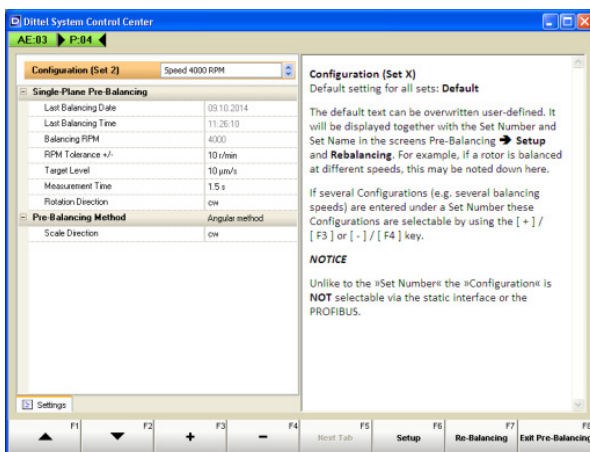 Dittel System Control Center
AE:03 P:04
Configuration (Set 2) Speed 4000 RPM
Single-Plane Pre-Balancing
Last Balancing Date 09.10.2014
Last Balancing Time 11:26:10
Balancing RPM 4000
RPM Tolerance +/- 10 r/min
Target Level 10 µm/s
Measurement Time 1.5 s
Rotation Direction cw
Pre-Balancing Method Angular method
Scale Direction cw
Settings
Configuration (Set X)
Default setting for all sets: Default
The default text can be overwritten user-defined. It
will be displayed together with the Set Number and
Set Name in the screens Pre-Balancing ➔ Setup
and Rebalancing. For example, if a rotor is balanced
at different speeds, this may be noted down here.
If several Configurations (e.g. several balancing
speeds) are entered under a Set Number these
Configurations are selectable by using the [ + ] /
[ F3 ] or [ - ] / [ F4 ] key.
NOTICE
Unlike to the »Set Number« the »Configuration« is
NOT selectable via the static interface or the
PROFIBUS.
F1 F2 F3 F4 F5 F6 F7 F8
+ - Next Tab Setup Re-Balancing Exit Pre-Balancing